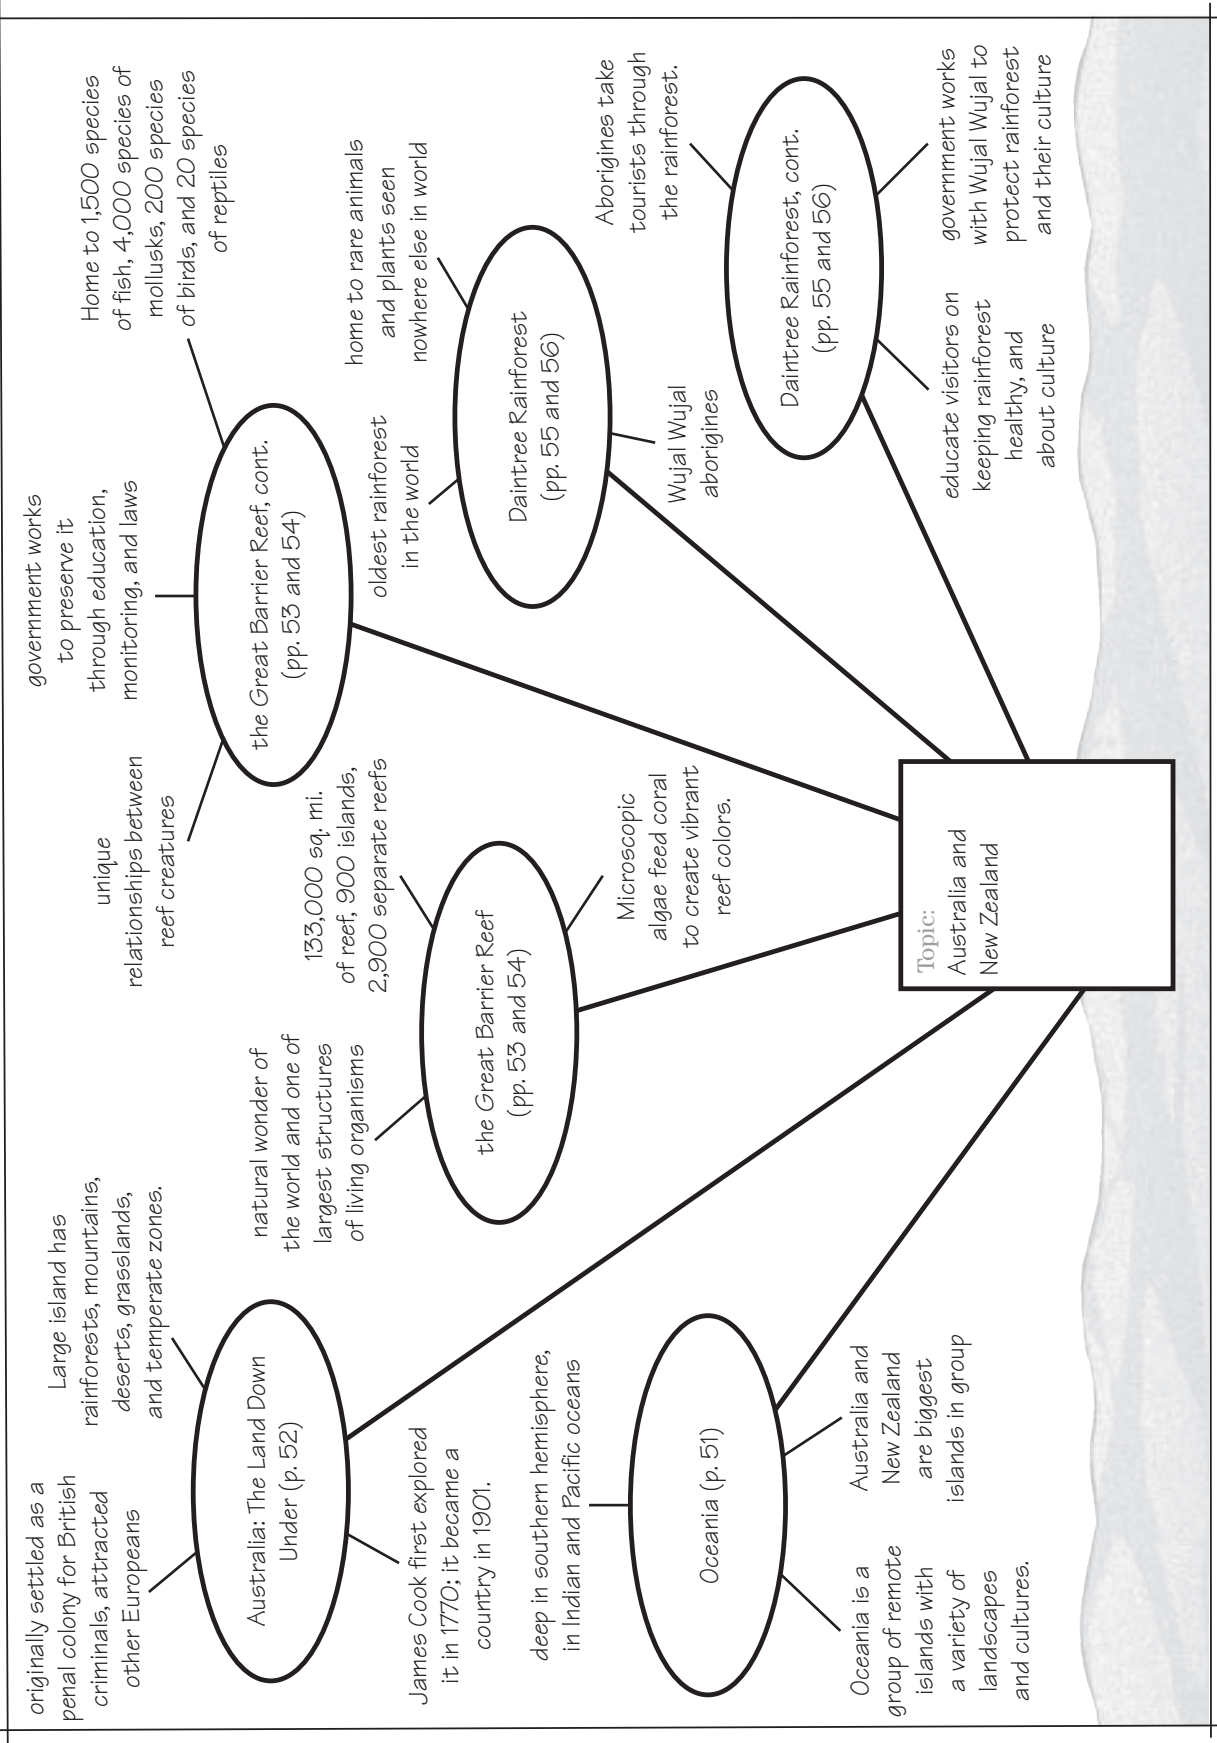 Topic:
Australia and
New Zealand
Oceania (p. 51)
Oceania is a
group of remote
islands with
a variety of
landscapes
and cultures.
deep in southern hemisphere,
in Indian and Pacific oceans
Australia and
New Zealand
are biggest
islands in group
Australia: The Land Down
Under (p. 52)
originally settled as a
penal colony for British
criminals, attracted
other Europeans
Large island has
rainforests, mountains,
deserts, grasslands,
and temperate zones.
James Cook first explored
it in 1770; it became a
country in 1901.
the Great Barrier Reef
(pp. 53 and 54)
natural wonder of
the world and one of
largest structures
of living organisms
133,000 sq. mi.
of reef, 900 islands,
2,900 separate reefs
Microscopic
algae feed coral
to create vibrant
reef colors.
the Great Barrier Reef, cont.
(pp. 53 and 54)
unique
relationships between
reef creatures
government works
to preserve it
through education,
monitoring, and laws
Home to 1,500 species
of fish, 4,000 species of
mollusks, 200 species
of birds, and 20 species
of reptiles
Daintree Rainforest
(pp. 55 and 56)
oldest rainforest
in the world
home to rare animals
and plants seen
nowhere else in world
Wujal Wujal
aborigines
Daintree Rainforest, cont.
(pp. 55 and 56)
Aborigines take
tourists through
the rainforest.
educate visitors on
keeping rainforest
healthy, and
about culture
government works
with Wujal Wujal to
protect rainforest
and their culture